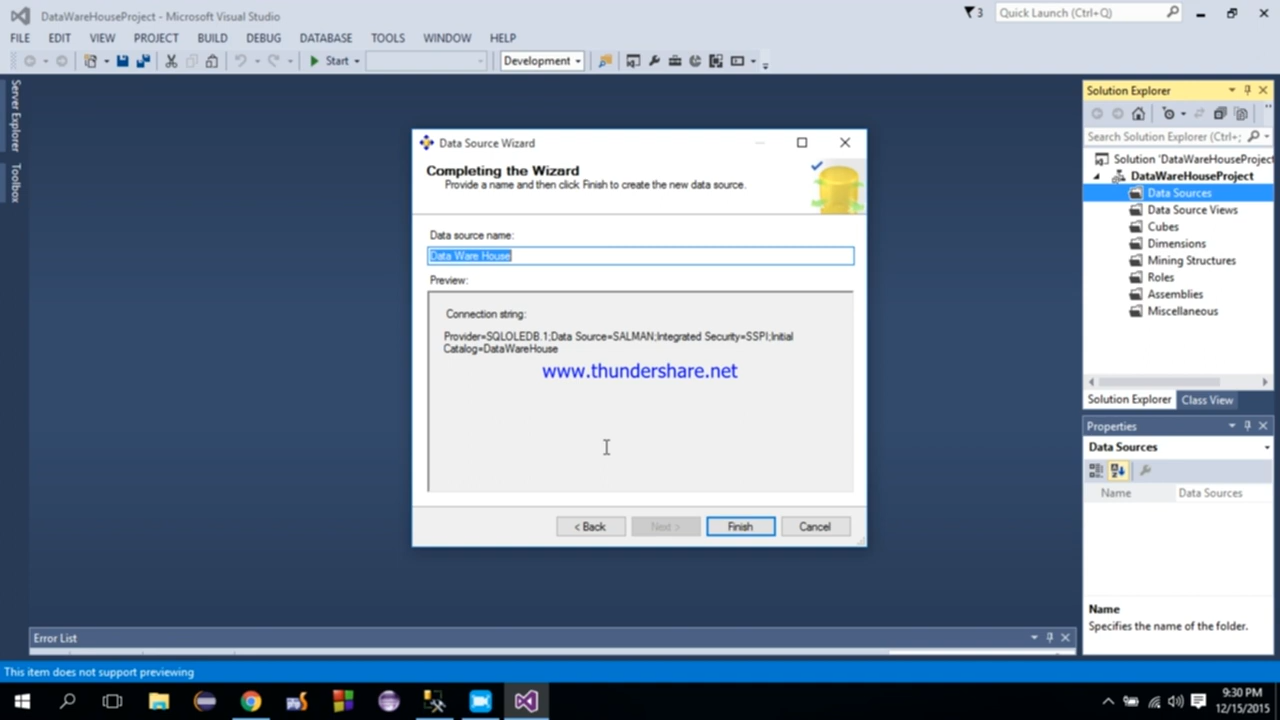 DataWareHouseProject - Microsoft Visual Studio
3
Quick Launch (Ctrl+Q)
FILE EDIT VIEW PROJECT BUILD DEBUG DATABASE TOOLS WINDOW HELP
Start
Development
Server Explorer
Toolbox
Data Source Wizard
Completing the Wizard
Provide a name and then click Finish to create the new data source.
Data source name:
Data Ware House
Preview:
Connection string:
Provider=SQLOLEDB.1;Data Source=SALMAN;Integrated Security=SSPI;Initial
Catalog=DataWareHouse
www.thundershare.net
< Back Next > Finish Cancel
Solution Explorer
Search Solution Explorer (Ctrl+;
Solution 'DataWareHouseProject
DataWareHouseProject
Data Sources
Data Source Views
Cubes
Dimensions
Mining Structures
Roles
Assemblies
Miscellaneous
Solution Explorer Class View
Properties
Data Sources
Name Data Sources
Name
Specifies the name of the folder.
Error List
This item does not support previewing
9:30 PM
12/15/2015